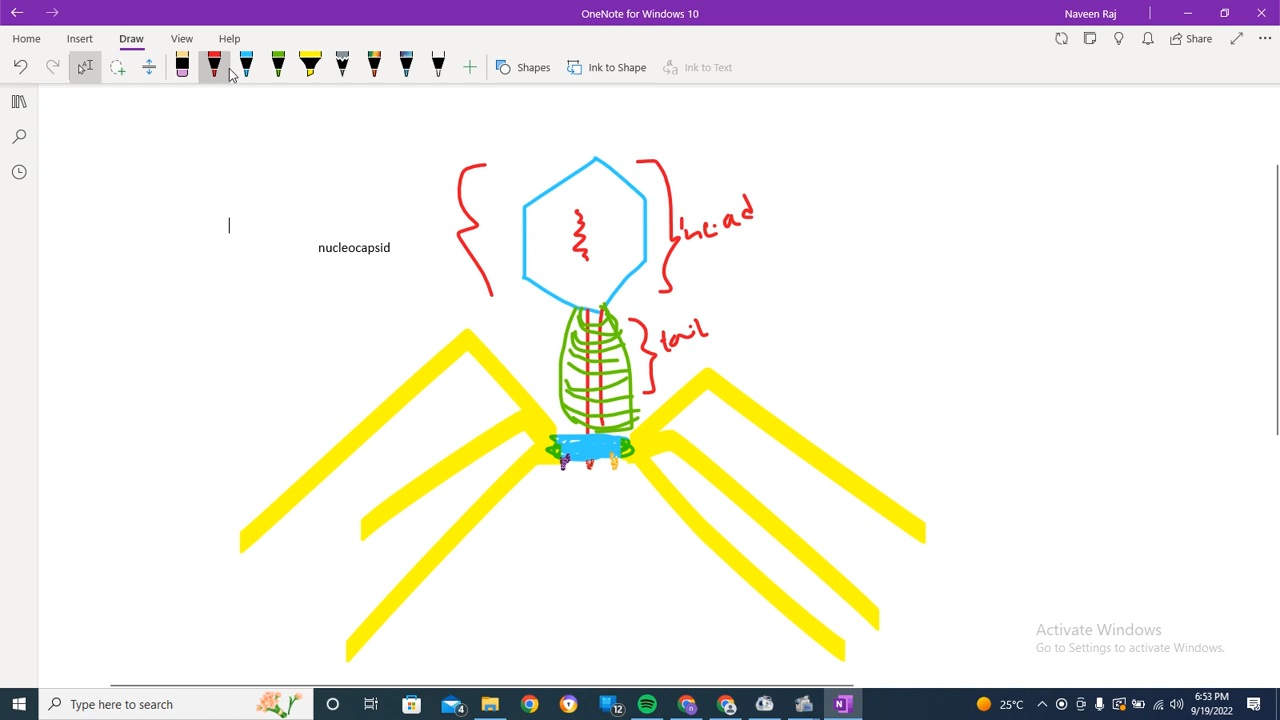 OneNote for Windows 10
Naveen Raj
Home Insert Draw View Help
Share
Shapes Ink to Shape Ink to Text
nucleocapsid
head
tail
Activate Windows
Go to Settings to activate Windows.
Type here to search
4
12
25°C
6:53 PM
9/19/2022